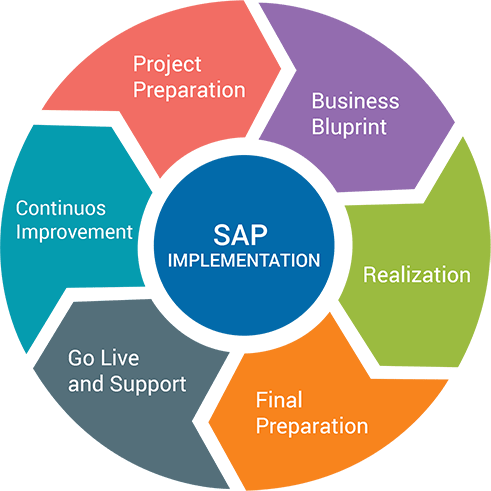 Project
Preparation
Business
Bluprint
Realization
Final
Preparation
Go Live
and Support
Continuos
Improvement
SAP
IMPLEMENTATION